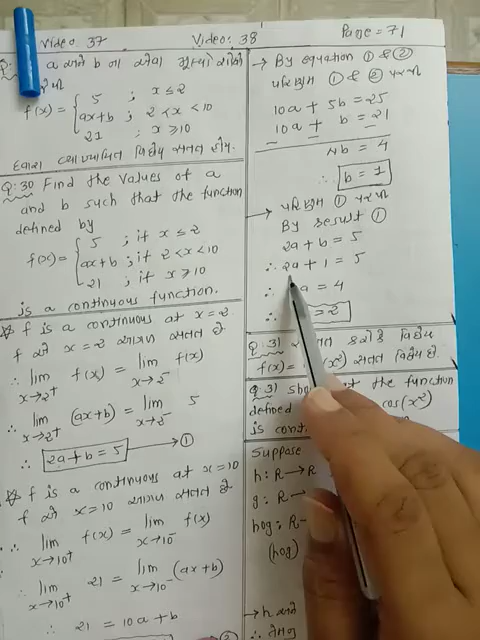 Video: 37
Video: 38
Page = 71
a અને b ના એવા મૂલ્યો શોધો
f(x) = { 5 ; x ≤ 2
ax+b ; 2 < x < 10
21 ; x ≥ 10
દ્વારા વ્યાખ્યાયિત વિધેય સતત હોય.
Q: 30 Find the values of a
and b such that the function
defined by
f(x) = { 5 ; if x ≤ 2
ax+b ; if 2 < x < 10
21 ; if x ≥ 10
is a continuous function.
f is a continuous at x = 2
f એ x = 2 આગળ સતત છે
∴ lim x→2⁺ f(x) = lim x→2⁻ f(x)
∴ lim x→2⁺ (ax+b) = lim x→2⁻ 5
∴ 2a+b = 5 → ①
f is a continuous at x = 10
f એ x = 10 આગળ સતત છે
∴ lim x→10⁺ f(x) = lim x→10⁻ f(x)
∴ lim x→10⁺ 21 = lim x→10⁻ (ax+b)
∴ 21 = 10a + b
②
→ By equation ① & ②
પરિણામ ① & ② પરથી
10a + 5b = 25
10a + b = 21
- - -
4b = 4
∴ b = 1
→ પરિણામ ① પરથી
By result ①
2a + b = 5
∴ 2a + 1 = 5
∴ a = 4
∴ = 2
Q: 31 કે વિધેય
f(x) = (x²) સતત વિધેય છે.
Q: 31 that the function
defined cos(x²)
is cont
Suppose
h: R → R
g: R →
hog: R
(hog)
→ h અને
∴ તેમના